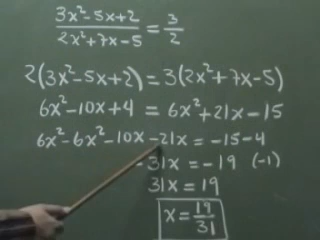 (3x²-5x+2)/(2x²+7x-5) = 3/2
2(3x²-5x+2)=3(2x²+7x-5)
6x²-10x+4 = 6x²+21x-15
6x²-6x²-10x-21x = -15-4
-31x = -19 (-1)
31x = 19
x = 19/31